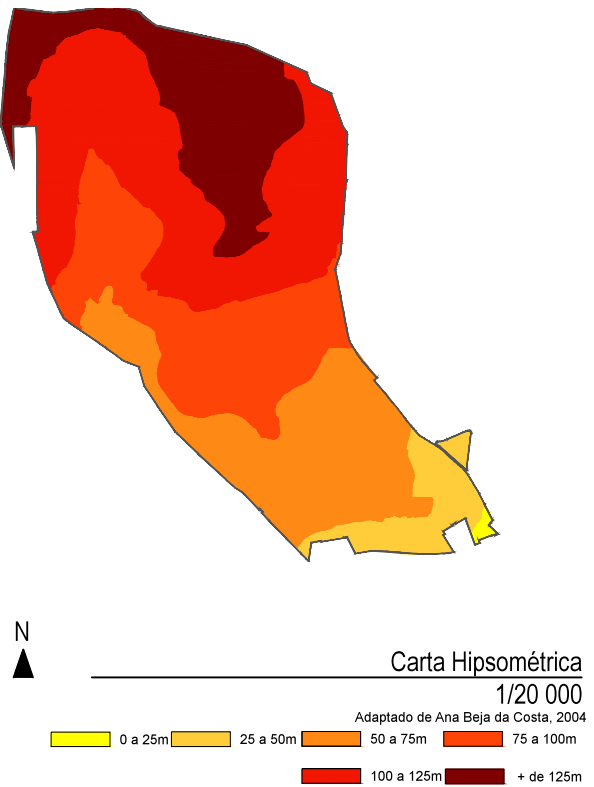 N
Carta Hipsométrica
1/20 000
Adaptado de Ana Beja da Costa, 2004
0 a 25m 25 a 50m 50 a 75m 75 a 100m
100 a 125m + de 125m